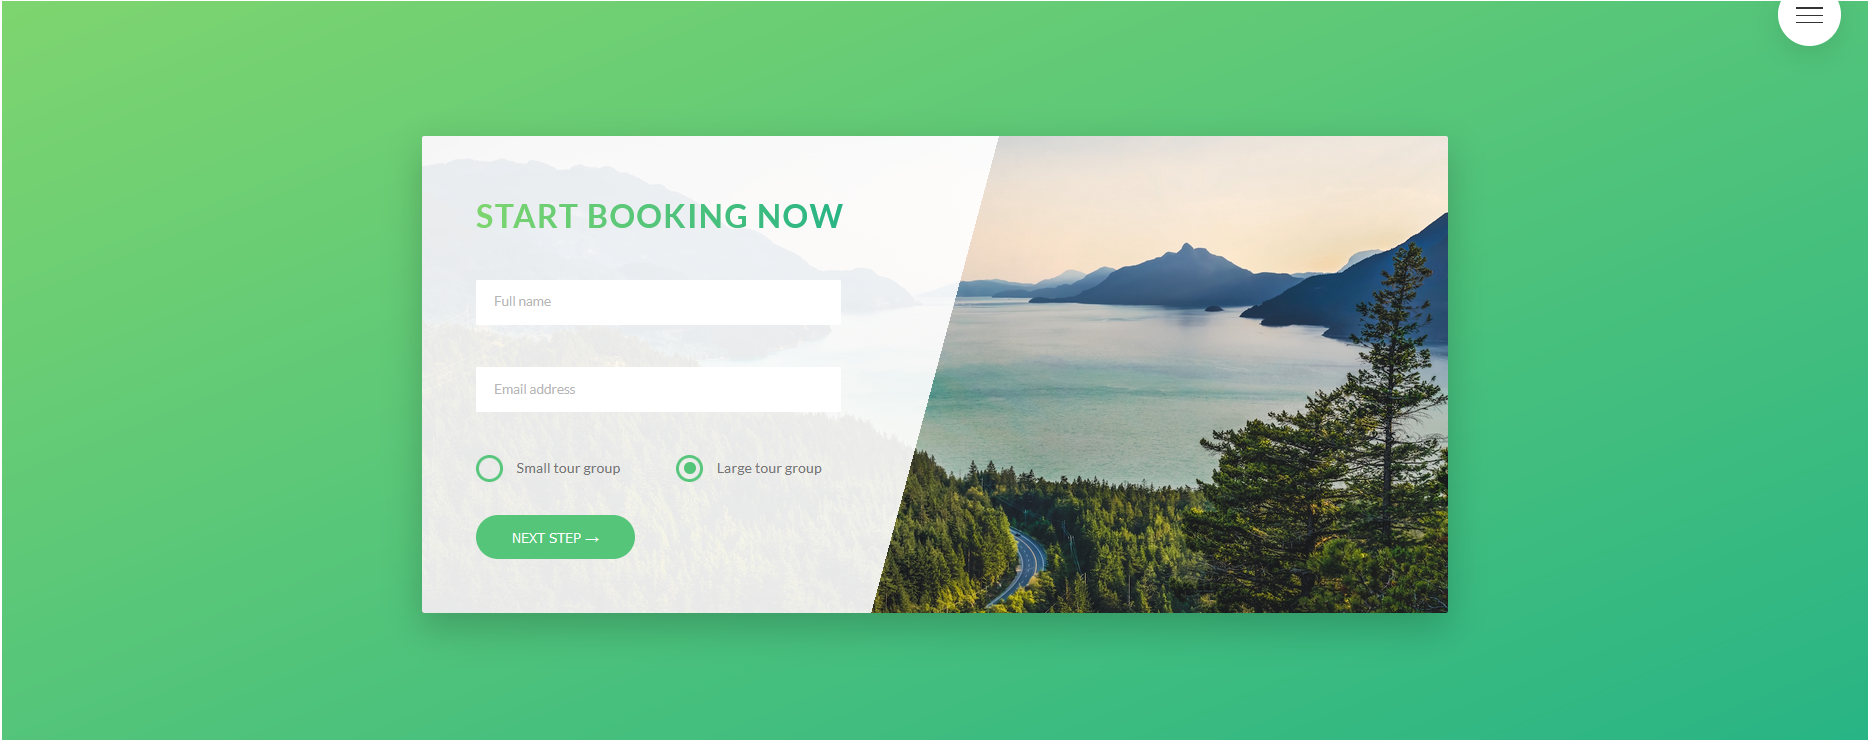 START BOOKING NOW
Full name
Email address
Small tour group
Large tour group
NEXT STEP →